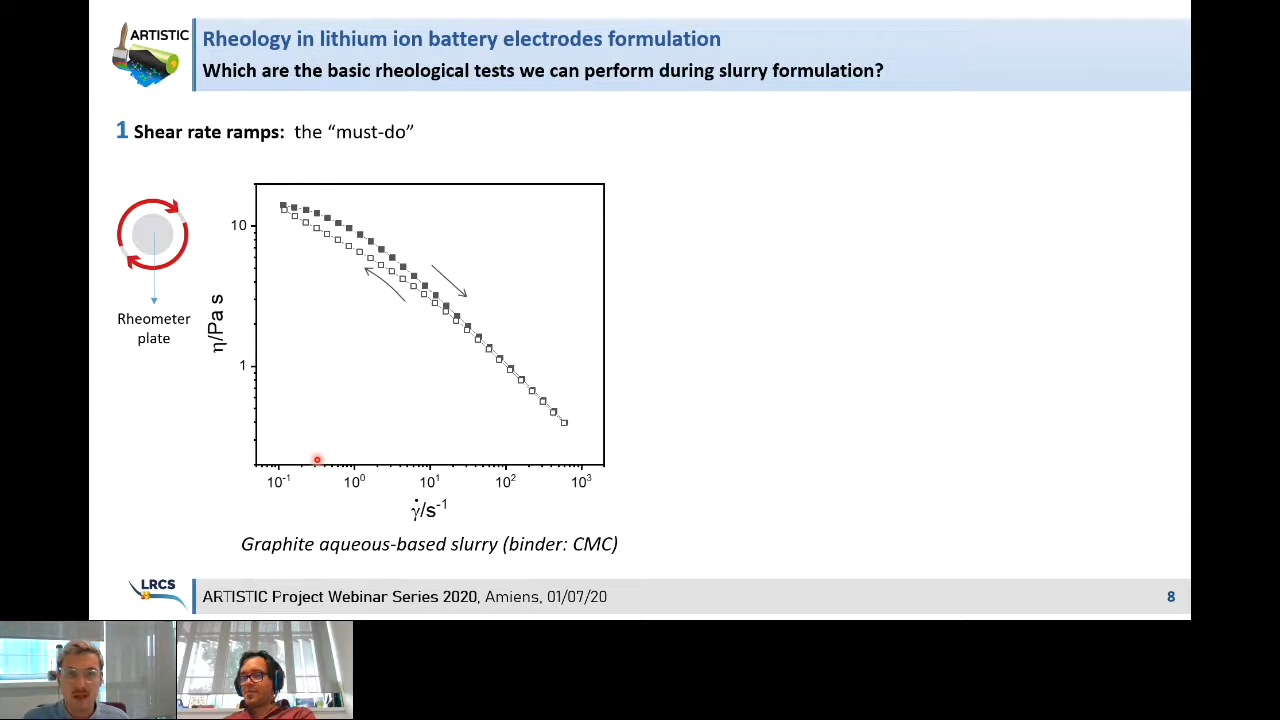 ARTISTIC
Rheology in lithium ion battery electrodes formulation
Which are the basic rheological tests we can perform during slurry formulation?
1 Shear rate ramps: the “must-do”
Rheometer
plate
η/Pa s
10
1
10⁻¹ 10⁰ 10¹ 10² 10³
γ̇/s⁻¹
Graphite aqueous-based slurry (binder: CMC)
LRCS
ARTISTIC Project Webinar Series 2020, Amiens, 01/07/20
8